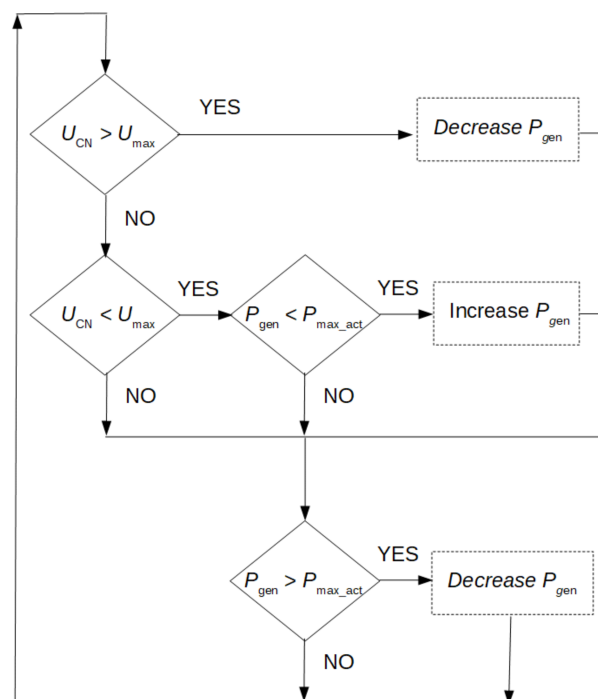 YES
U_CN > U_max
Decrease P_gen
NO
YES
YES
U_CN < U_max
P_gen < P_max_act
Increase P_gen
NO
NO
YES
P_gen > P_max_act
Decrease P_gen
NO